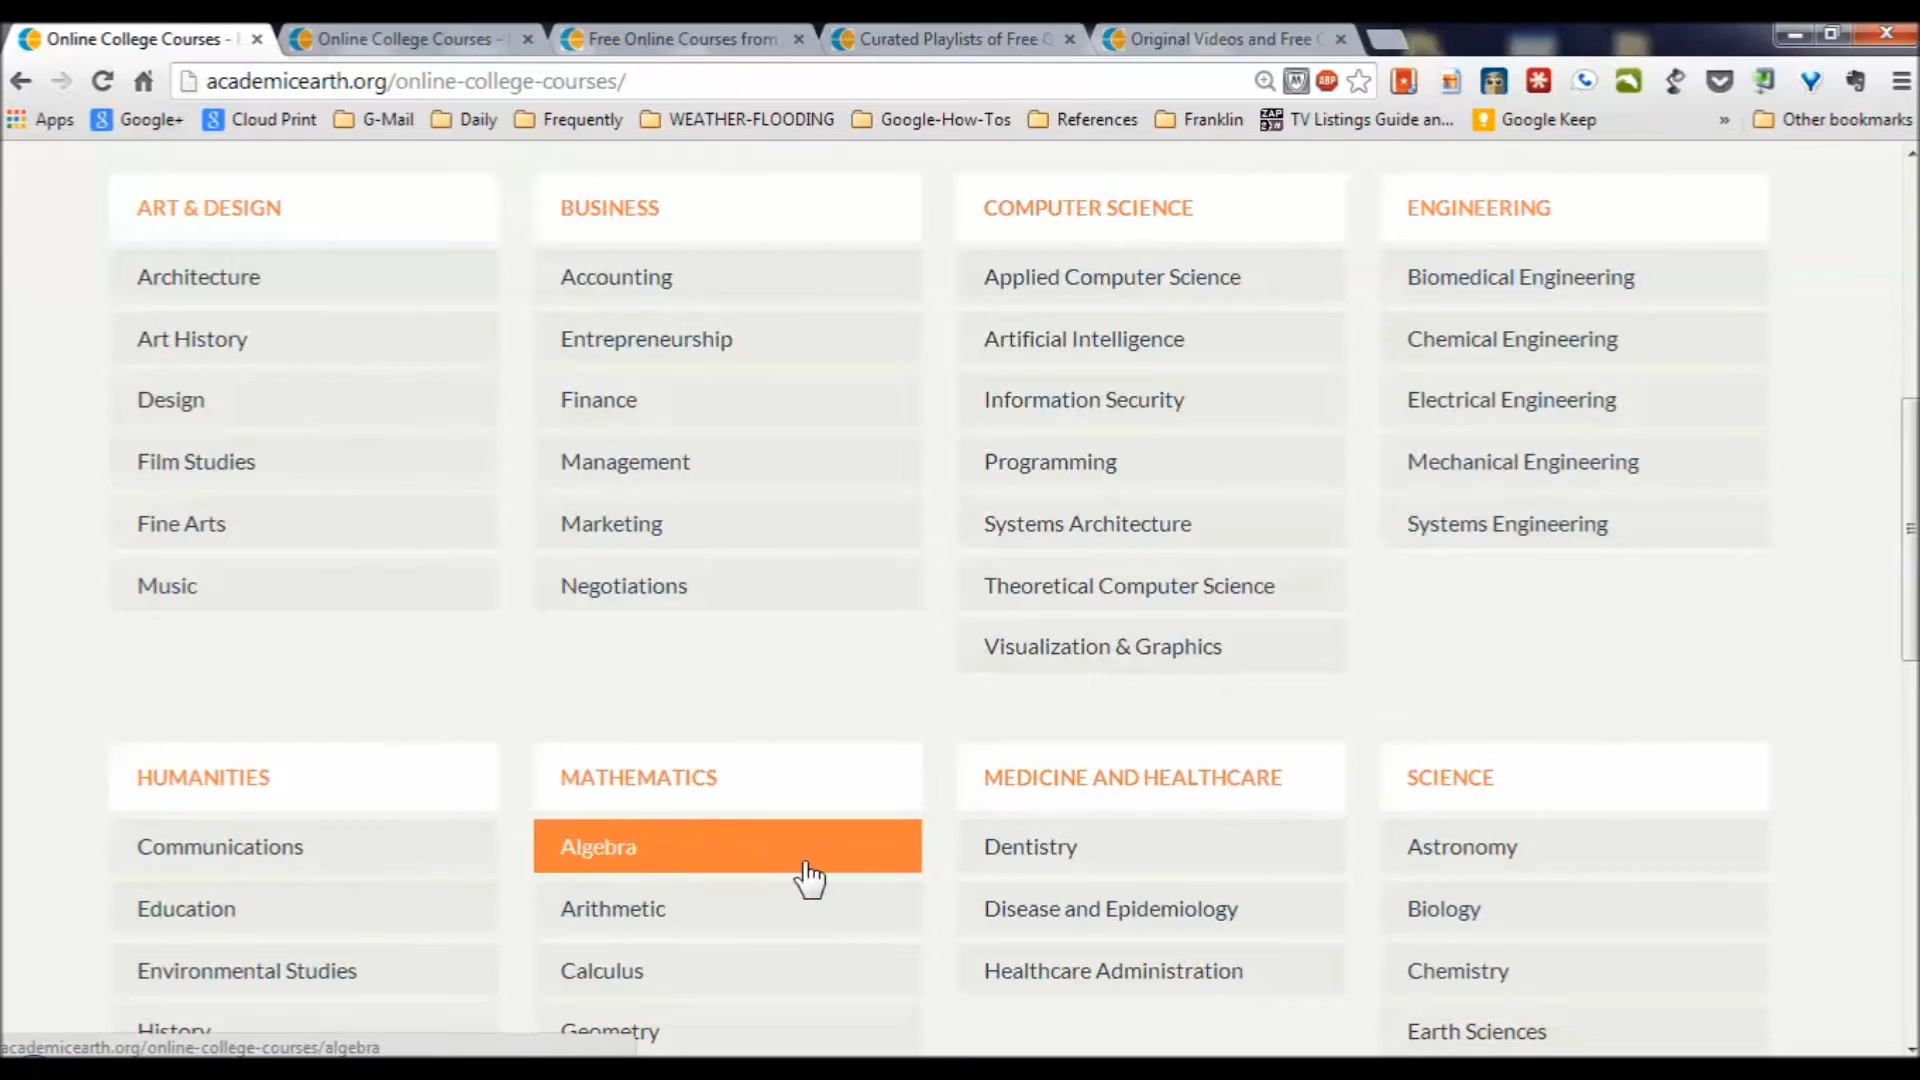 Online College Courses -
Online College Courses -
Free Online Courses from
Curated Playlists of Free
Original Videos and Free
academicearth.org/online-college-courses/
ABP
Apps
Google+
Cloud Print
G-Mail
Daily
Frequently
WEATHER-FLOODING
Google-How-Tos
References
Franklin
TV Listings Guide an...
Google Keep
»
Other bookmarks
ART & DESIGN
BUSINESS
COMPUTER SCIENCE
ENGINEERING
Architecture
Accounting
Applied Computer Science
Biomedical Engineering
Art History
Entrepreneurship
Artificial Intelligence
Chemical Engineering
Design
Finance
Information Security
Electrical Engineering
Film Studies
Management
Programming
Mechanical Engineering
Fine Arts
Marketing
Systems Architecture
Systems Engineering
Music
Negotiations
Theoretical Computer Science
Visualization & Graphics
HUMANITIES
MATHEMATICS
MEDICINE AND HEALTHCARE
SCIENCE
Communications
Algebra
Dentistry
Astronomy
Education
Arithmetic
Disease and Epidemiology
Biology
Environmental Studies
Calculus
Healthcare Administration
Chemistry
History
Geometry
Earth Sciences
academicearth.org/online-college-courses/algebra